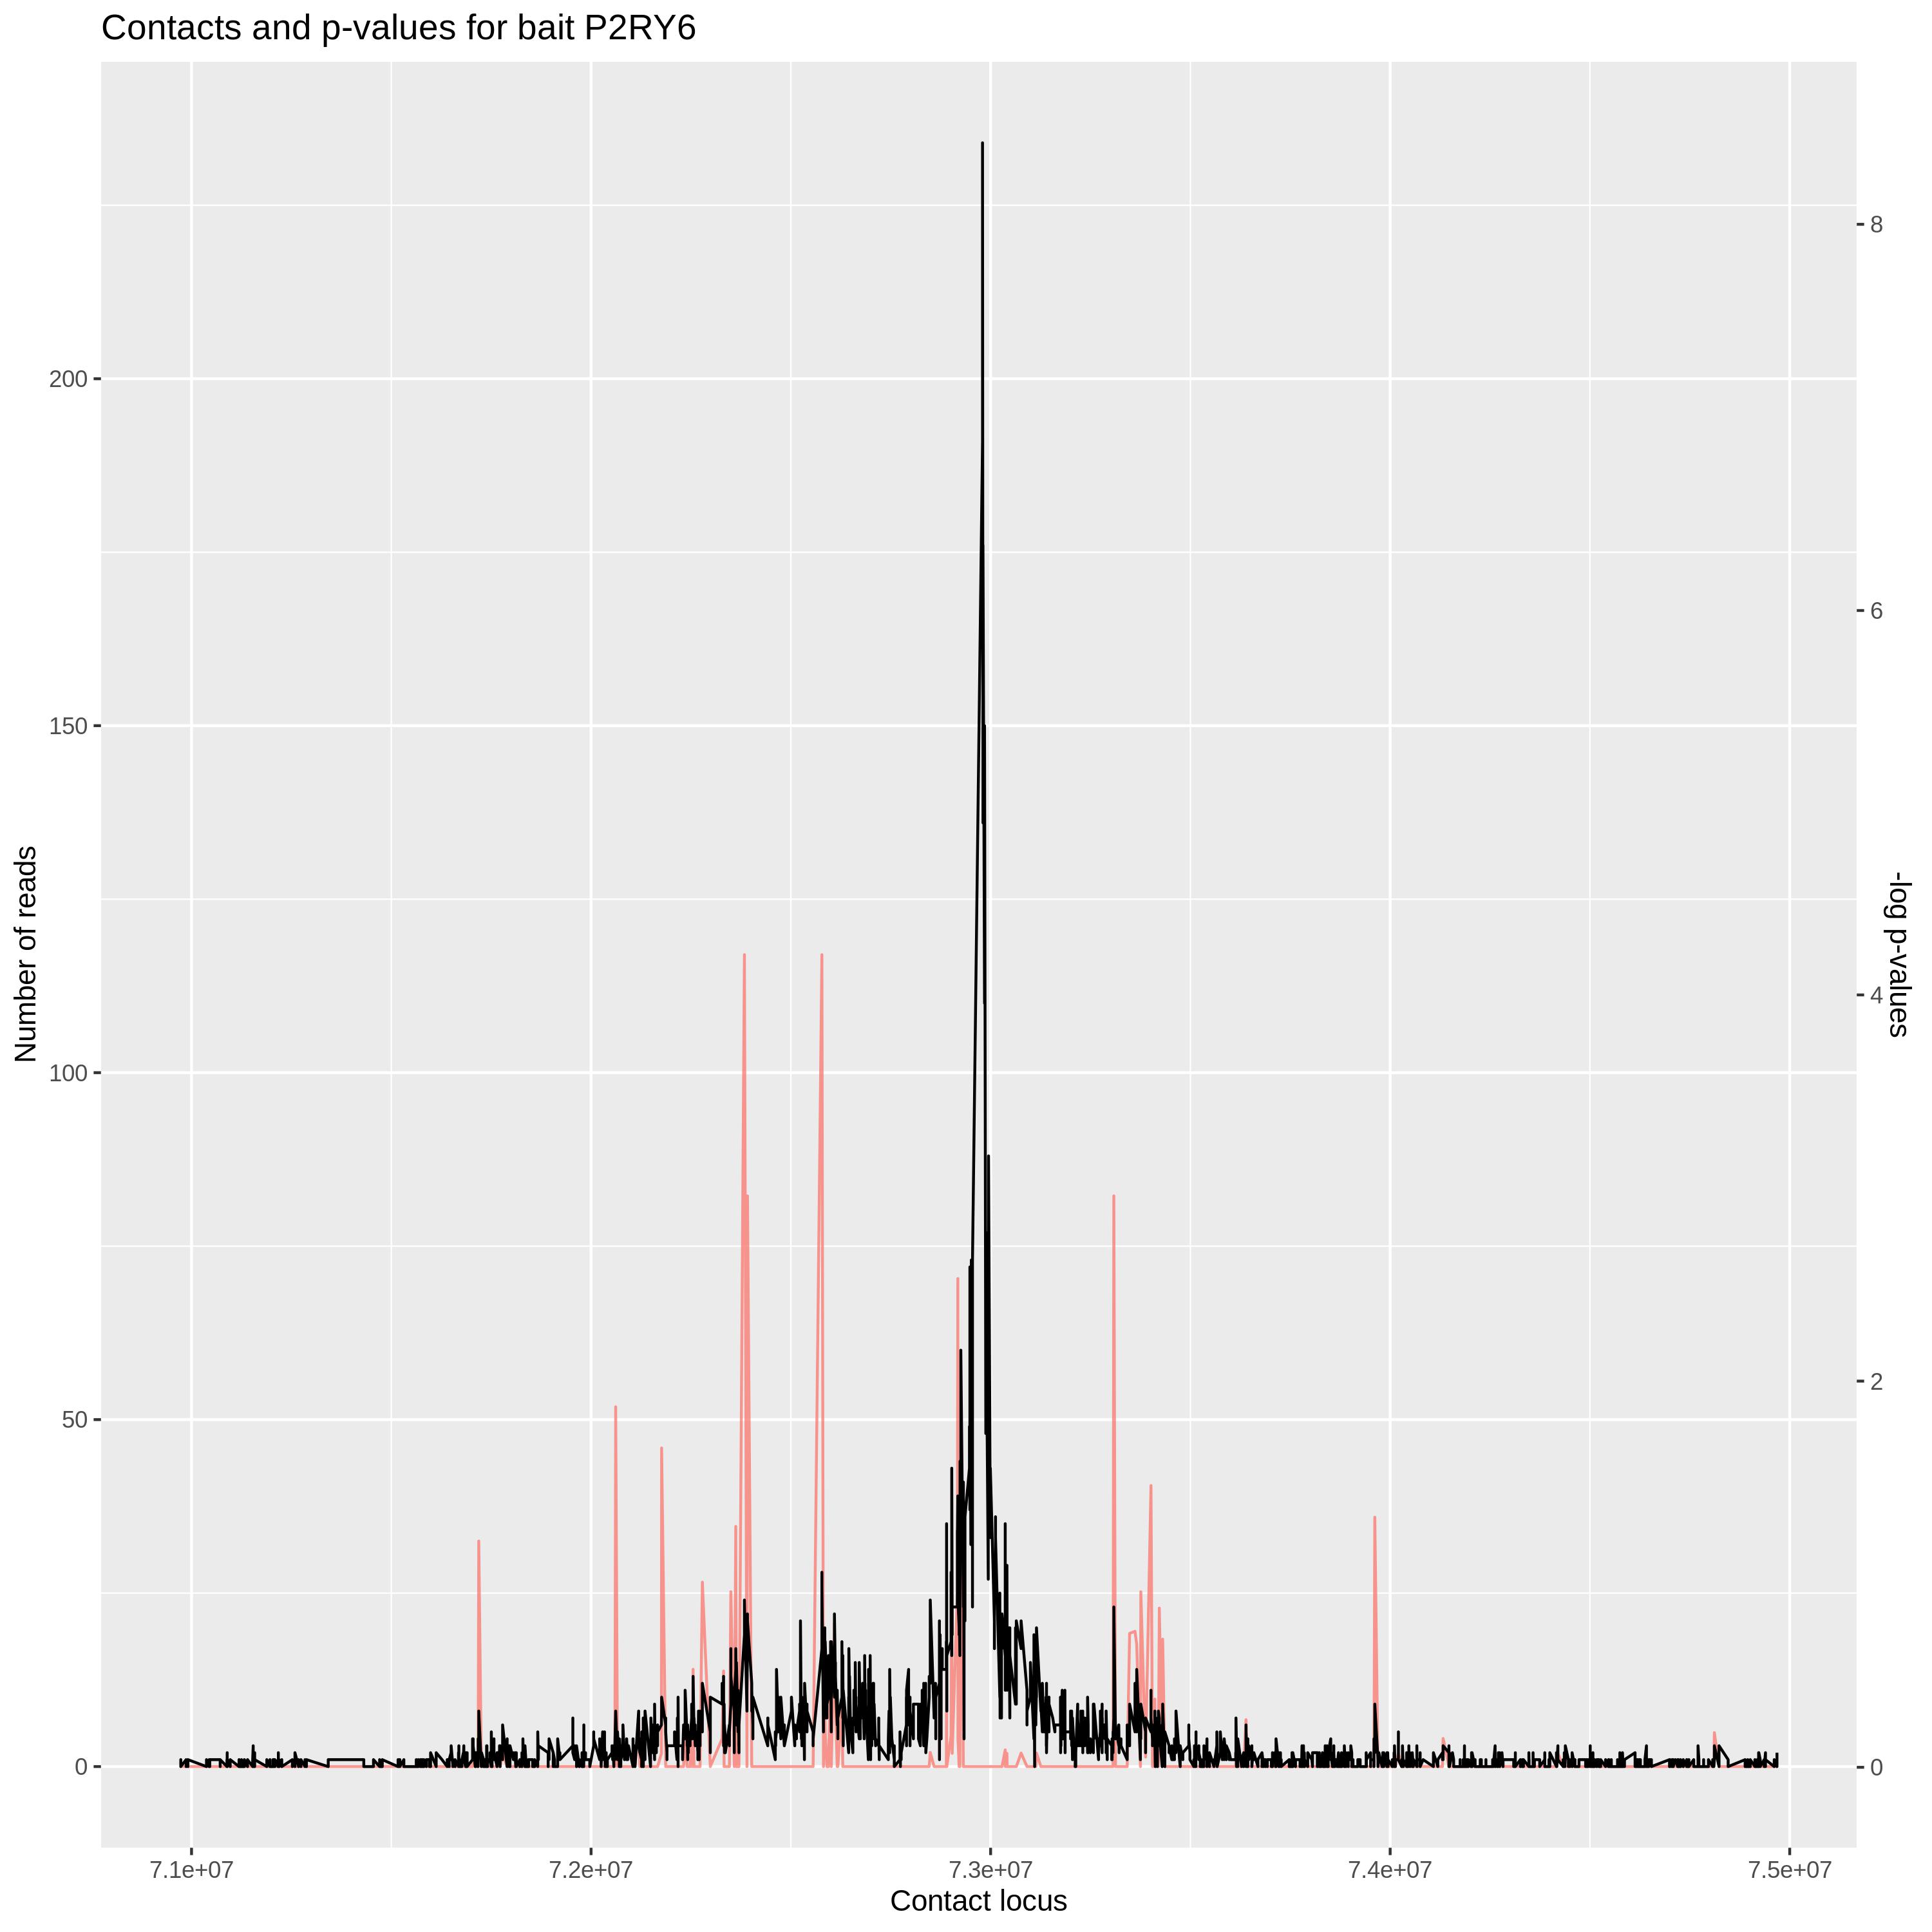 Contacts and p-values for bait P2RY6
Number of reads
200
150
100
50
0
8
6
4
2
0
-log p-values
7.1e+07
7.2e+07
7.3e+07
7.4e+07
7.5e+07
Contact locus